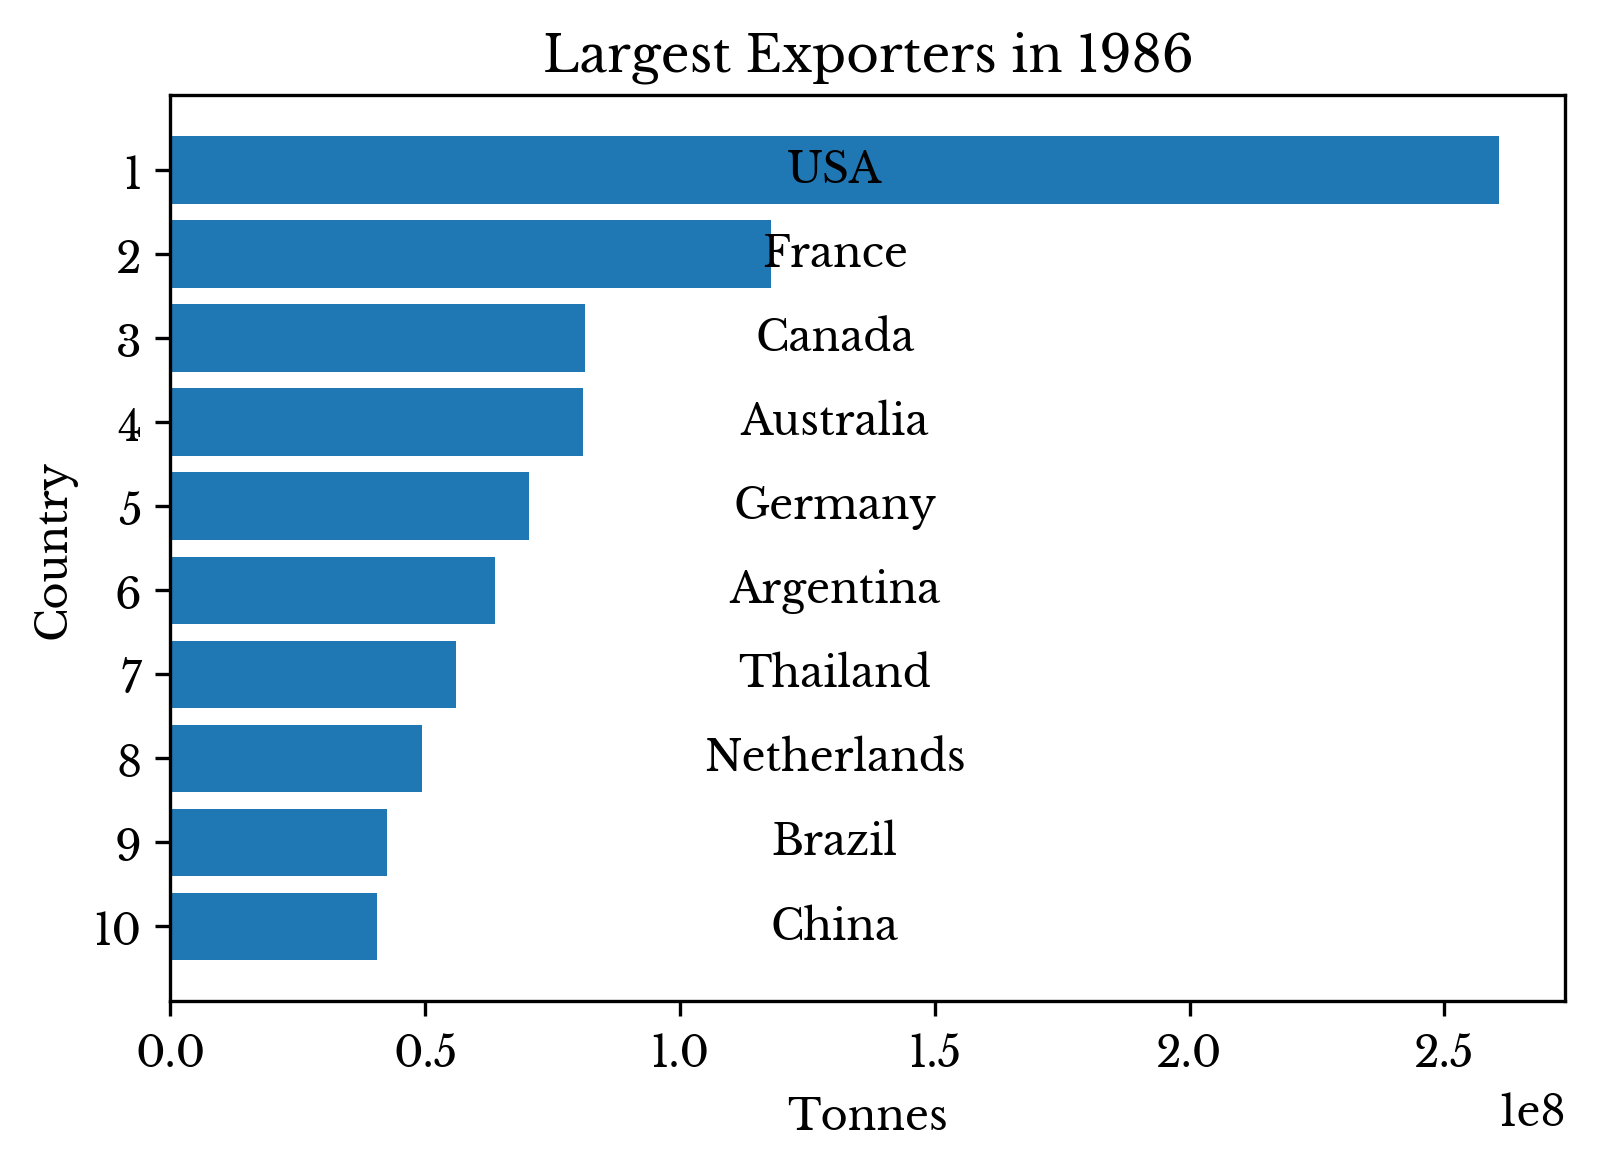 Largest Exporters in 1986
1 USA
2 France
3 Canada
4 Australia
5 Germany
6 Argentina
7 Thailand
8 Netherlands
9 Brazil
10 China
Country
0.0 0.5 1.0 1.5 2.0 2.5
1e8
Tonnes